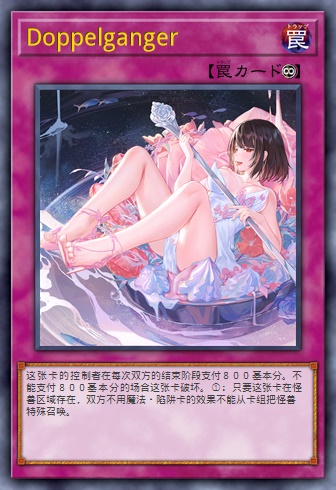 Doppelganger
トラップ
罠
【罠カード∞】
这张卡的控制者在每次双方的结束阶段支付８００基本分。不
能支付８００基本分的场合这张卡破坏。①：只要这张卡在怪
兽区域存在，双方不用魔法・陷阱卡的效果不能从卡组把怪兽
特殊召唤。